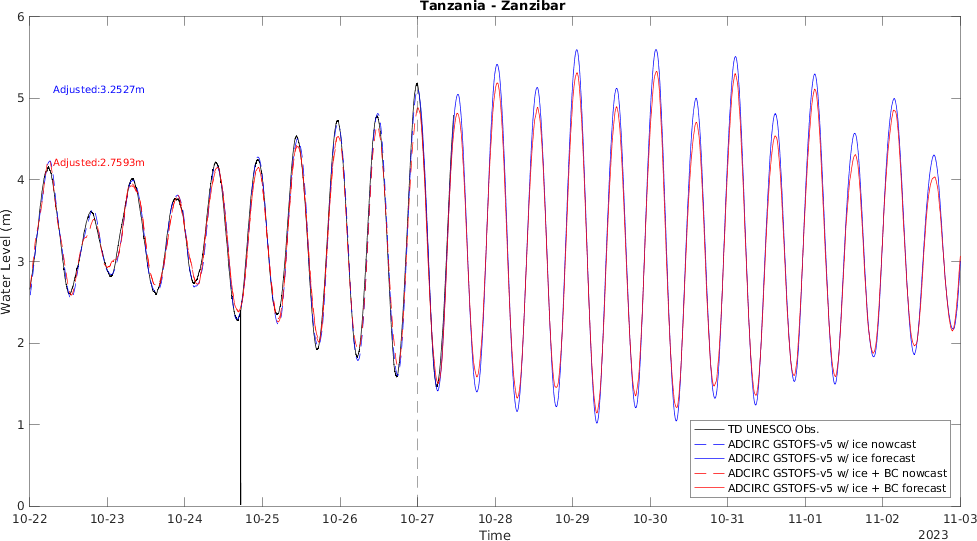 Tanzania - Zanzibar
6
5
4
3
2
1
0
Water Level (m)
Adjusted:3.2527m
Adjusted:2.7593m
TD UNESCO Obs.
ADCIRC GSTOFS-v5 w/ ice nowcast
ADCIRC GSTOFS-v5 w/ ice forecast
ADCIRC GSTOFS-v5 w/ ice + BC nowcast
ADCIRC GSTOFS-v5 w/ ice + BC forecast
10-22 10-23 10-24 10-25 10-26 10-27 10-28 10-29 10-30 10-31 11-01 11-02 11-03
Time
2023